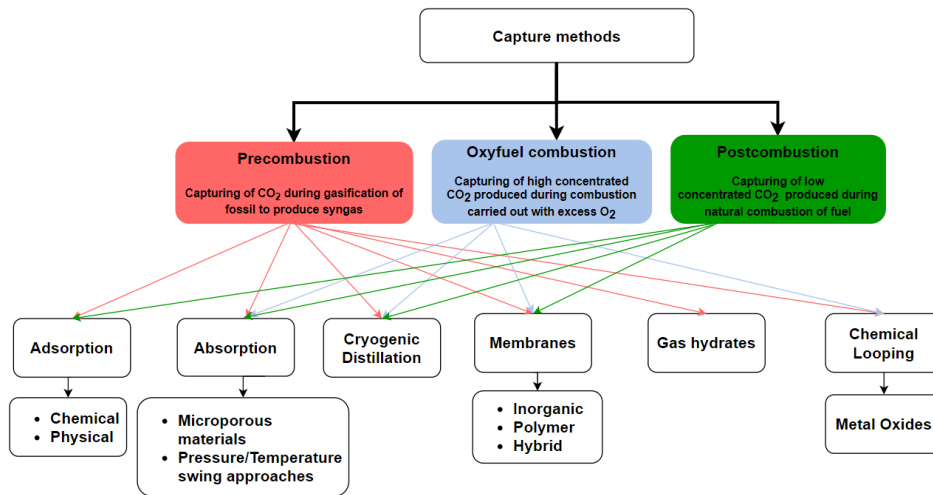 Capture methods
Precombustion
Capturing of CO₂ during gasification of
fossil to produce syngas
Oxyfuel combustion
Capturing of high concentrated
CO₂ produced during combustion
carried out with excess O₂
Postcombustion
Capturing of low
concentrated CO₂ produced during
natural combustion of fuel
Adsorption
Absorption
Cryogenic
Distillation
Membranes
Gas hydrates
Chemical
Looping
• Chemical
• Physical
• Microporous
materials
• Pressure/Temperature
swing approaches
• Inorganic
• Polymer
• Hybrid
Metal Oxides